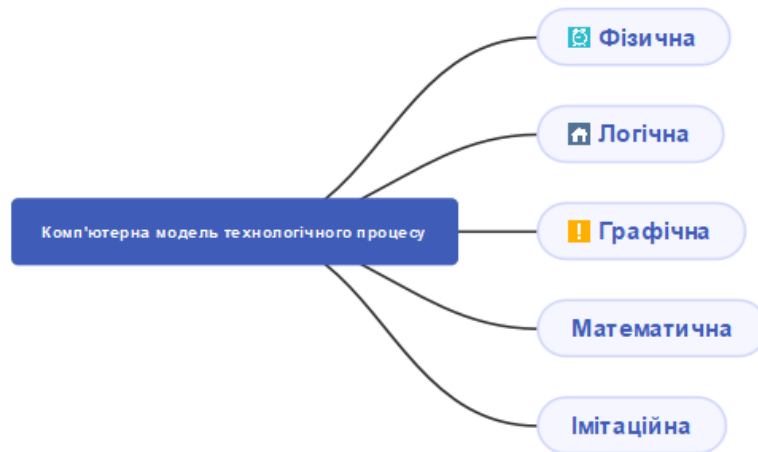 Фізична
Логічна
Комп'ютерна модель технологічного процесу
Графічна
Математична
Імітаційна